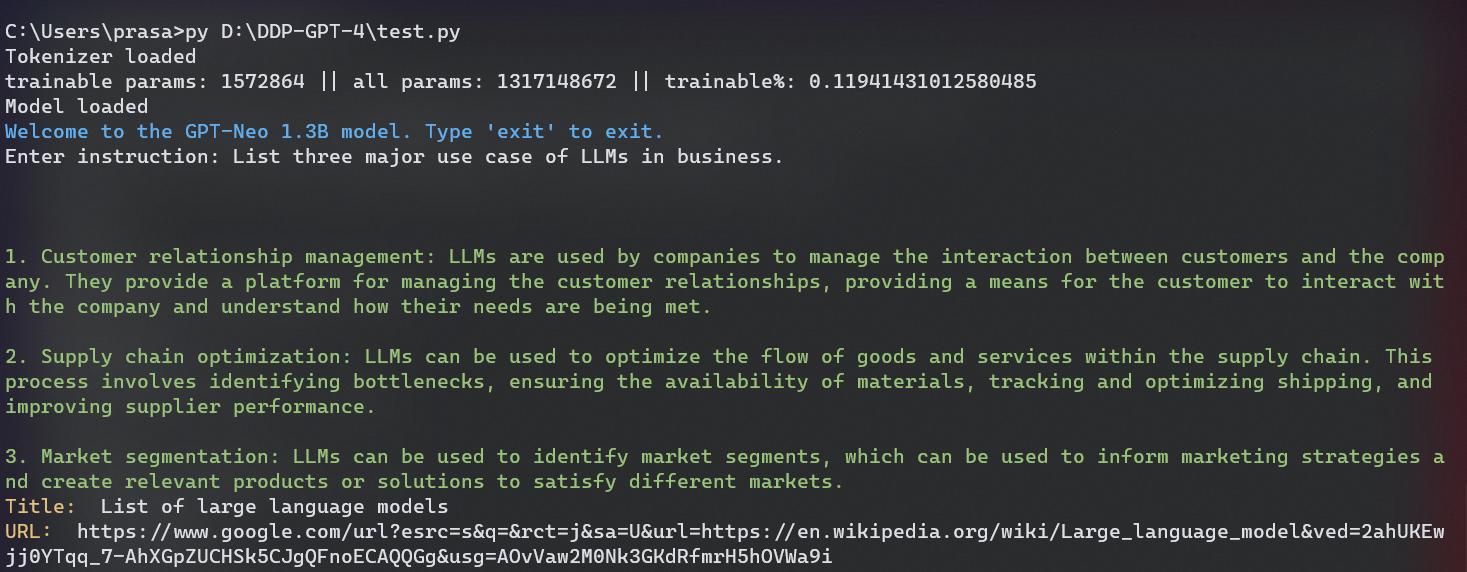 C:\Users\prasa>py D:\DDP-GPT-4\test.py
Tokenizer loaded
trainable params: 1572864 || all params: 1317148672 || trainable%: 0.11941431012580485
Model loaded
Welcome to the GPT-Neo 1.3B model. Type 'exit' to exit.
Enter instruction: List three major use case of LLMs in business.
1. Customer relationship management: LLMs are used by companies to manage the interaction between customers and the comp
any. They provide a platform for managing the customer relationships, providing a means for the customer to interact wit
h the company and understand how their needs are being met.
2. Supply chain optimization: LLMs can be used to optimize the flow of goods and services within the supply chain. This
process involves identifying bottlenecks, ensuring the availability of materials, tracking and optimizing shipping, and
improving supplier performance.
3. Market segmentation: LLMs can be used to identify market segments, which can be used to inform marketing strategies a
nd create relevant products or solutions to satisfy different markets.
Title:  List of large language models
URL:  https://www.google.com/url?esrc=s&q=&rct=j&sa=U&url=https://en.wikipedia.org/wiki/Large_language_model&ved=2ahUKEw
jj0YTqq_7-AhXGpZUCHSk5CJgQFnoECAQQGg&usg=AOvVaw2M0Nk3GKdRfmrH5hOVWa9i